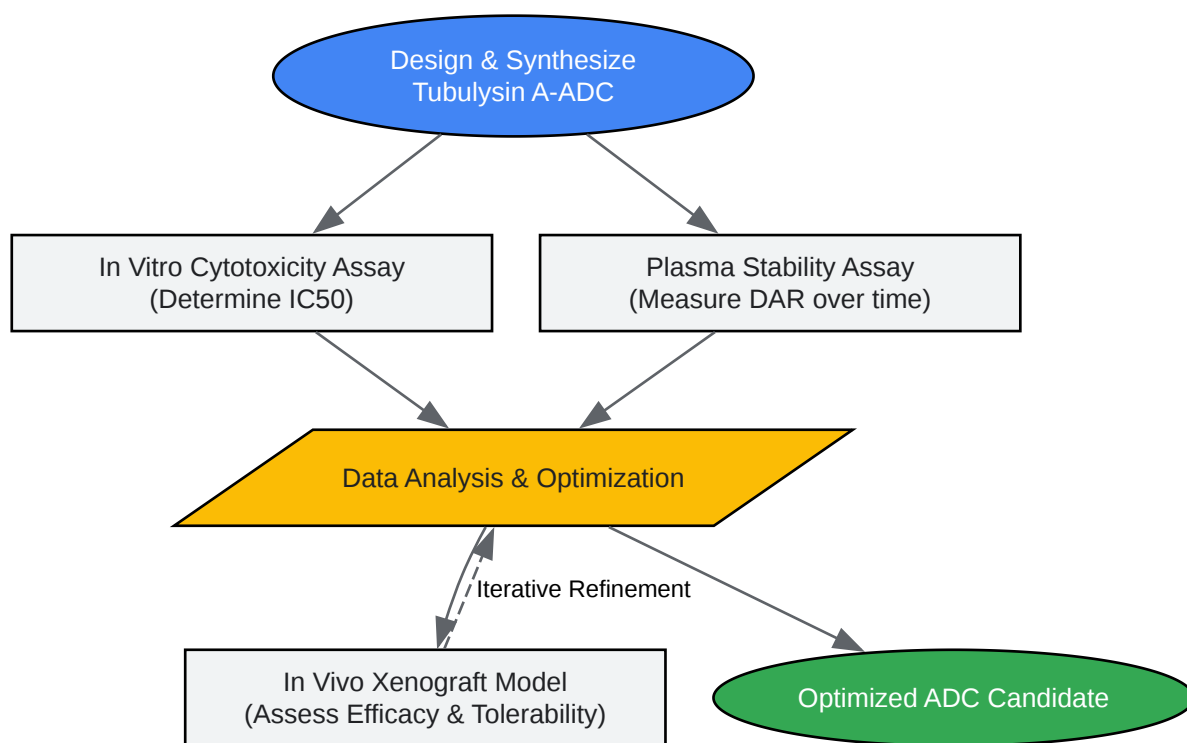 Design & Synthesize
Tubulysin A-ADC
In Vitro Cytotoxicity Assay
(Determine IC50)
Plasma Stability Assay
(Measure DAR over time)
Data Analysis & Optimization
Iterative Refinement
In Vivo Xenograft Model
(Assess Efficacy & Tolerability)
Optimized ADC Candidate